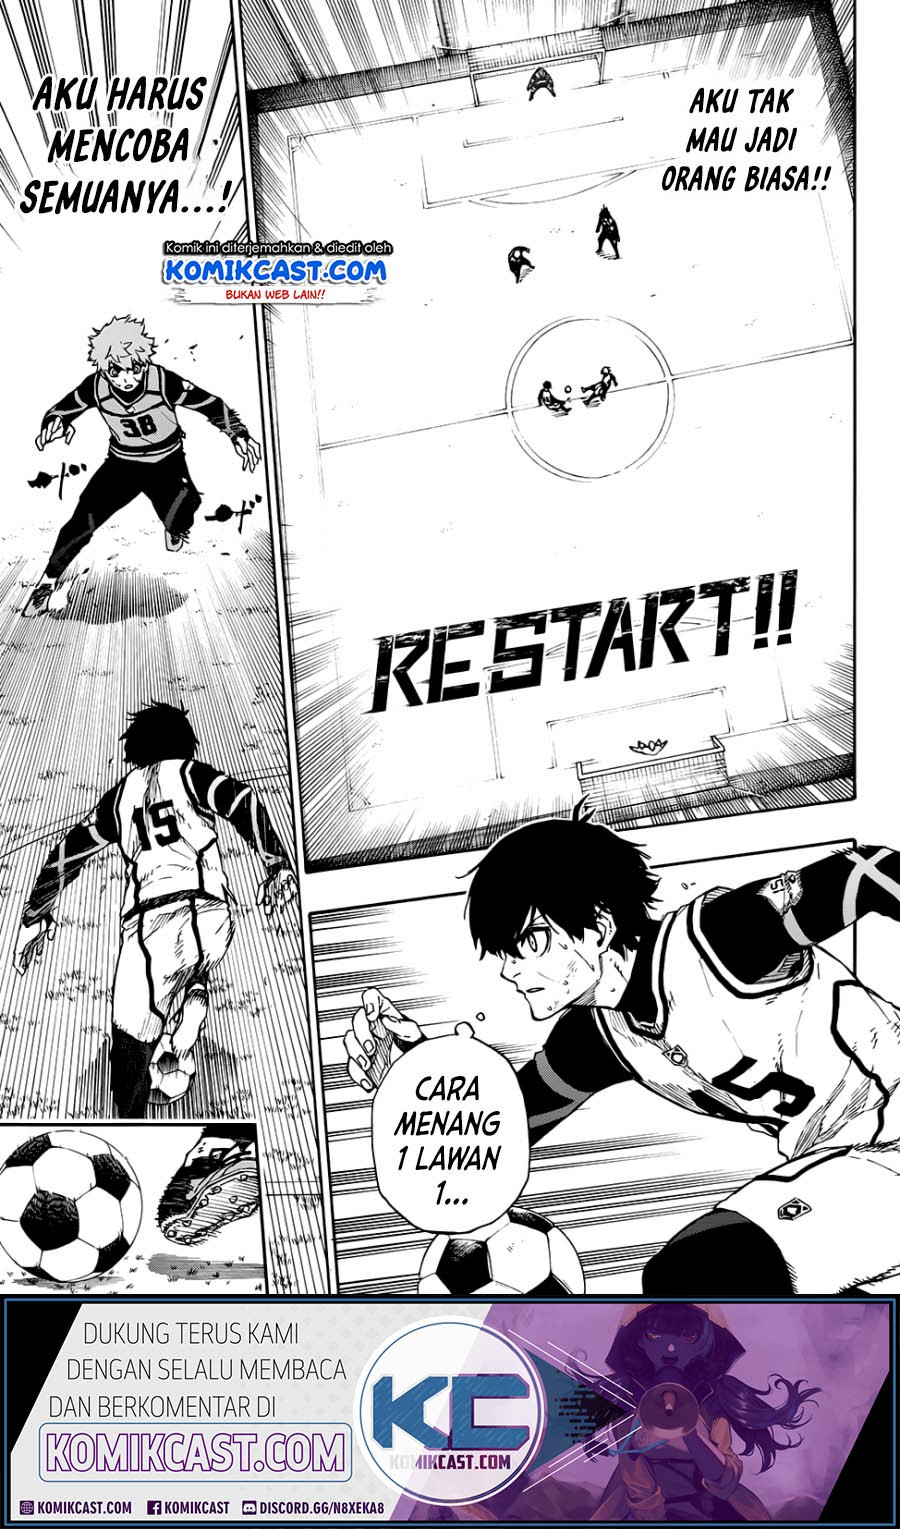 AKU TAK
MAU JADI
ORANG BIASA!!
AKU HARUS
MENCOBA
SEMUANYA...!
Komik ini diterjemahkan & diedit oleh
KOMIKCAST.COM
BUKAN WEB LAIN!!
38
RESTART!!
15
CARA
MENANG
1 LAWAN
1...
DUKUNG TERUS KAMI
DENGAN SELALU MEMBACA
DAN BERKOMENTAR DI
KOMIKCAST.COM
KC
KOMIKCAST.COM
KOMIKCAST.COM
KOMIKCAST
DISCORD.GG/N8XEKA8